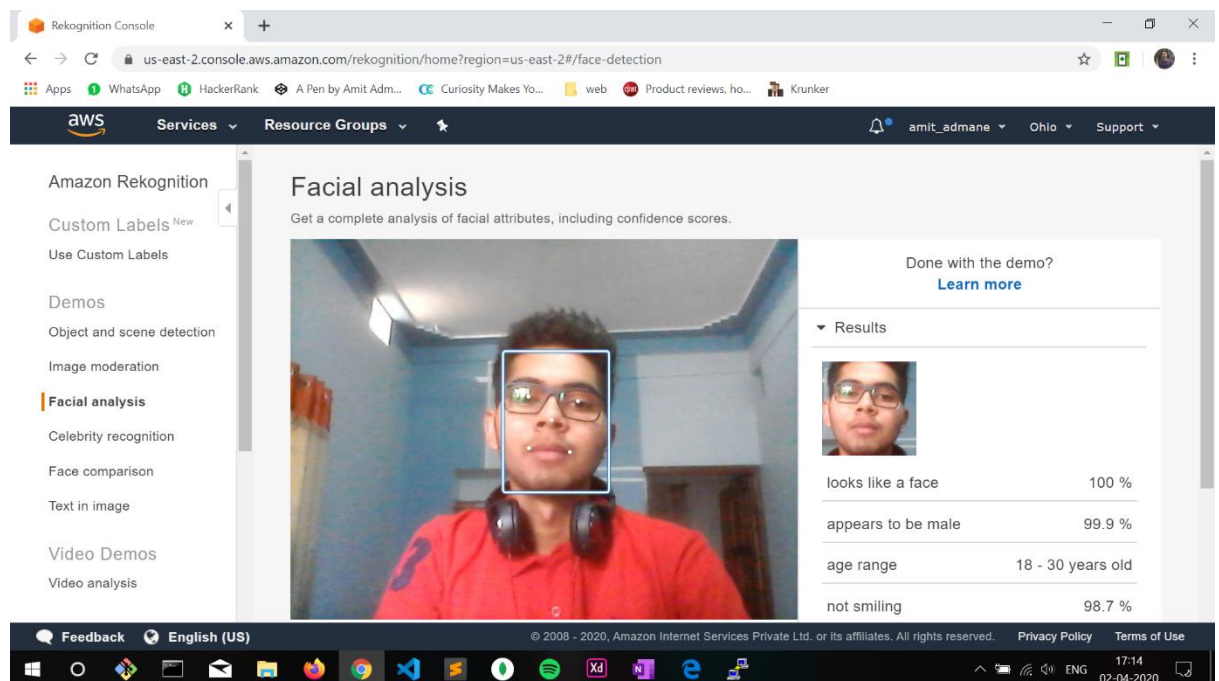 Rekognition Console
us-east-2.console.aws.amazon.com/rekognition/home?region=us-east-2#/face-detection
Apps WhatsApp HackerRank A Pen by Amit Adm... Curiosity Makes Yo... web Product reviews, ho... Krunker
aws Services Resource Groups amit_admane Ohio Support
Amazon Rekognition
Custom Labels New
Use Custom Labels
Demos
Object and scene detection
Image moderation
Facial analysis
Celebrity recognition
Face comparison
Text in image
Video Demos
Video analysis
Facial analysis
Get a complete analysis of facial attributes, including confidence scores.
3
Done with the demo?
Learn more
Results
looks like a face 100 %
appears to be male 99.9 %
age range 18 - 30 years old
not smiling 98.7 %
Feedback English (US) © 2008 - 2020, Amazon Internet Services Private Ltd. or its affiliates. All rights reserved. Privacy Policy Terms of Use
Xd N ENG 17:14
02-04-2020